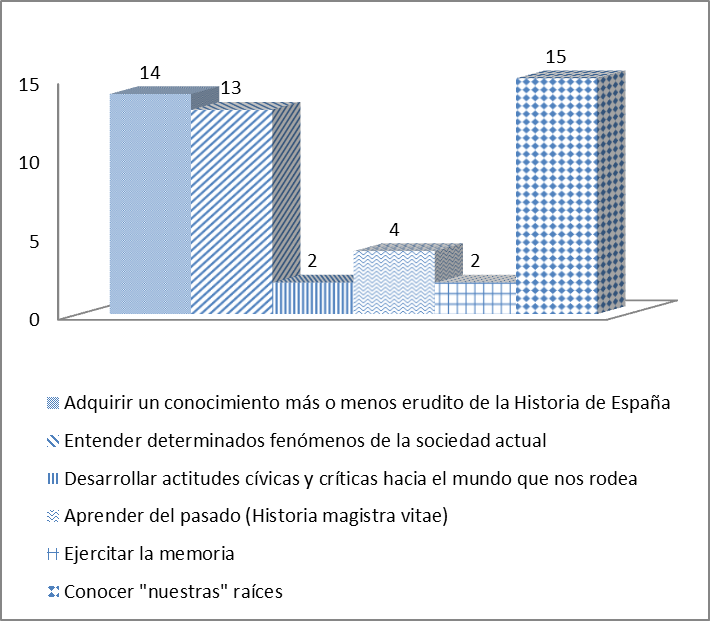 15
14
13
15
10
4
5
2
2
0
Adquirir un conocimiento más o menos erudito de la Historia de España
Entender determinados fenómenos de la sociedad actual
Desarrollar actitudes cívicas y críticas hacia el mundo que nos rodea
Aprender del pasado (Historia magistra vitae)
Ejercitar la memoria
Conocer "nuestras" raíces